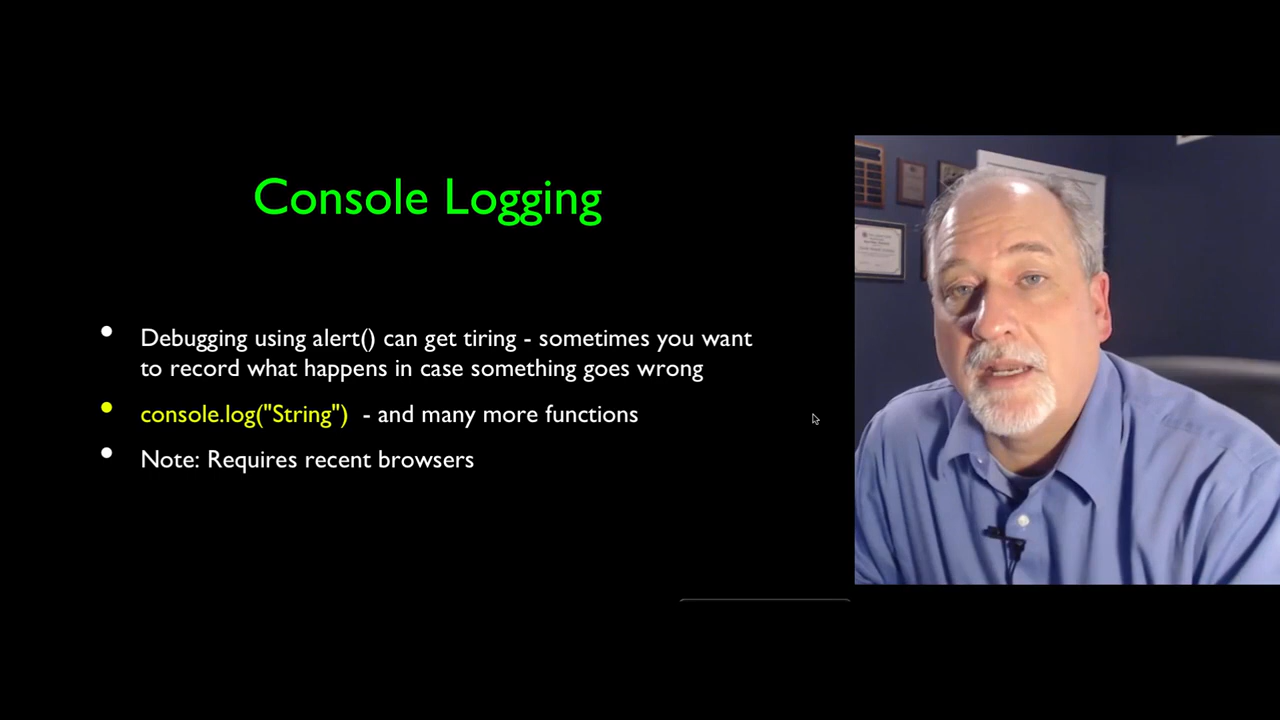 Console Logging
• Debugging using alert() can get tiring - sometimes you want
to record what happens in case something goes wrong
• console.log("String") - and many more functions
• Note: Requires recent browsers